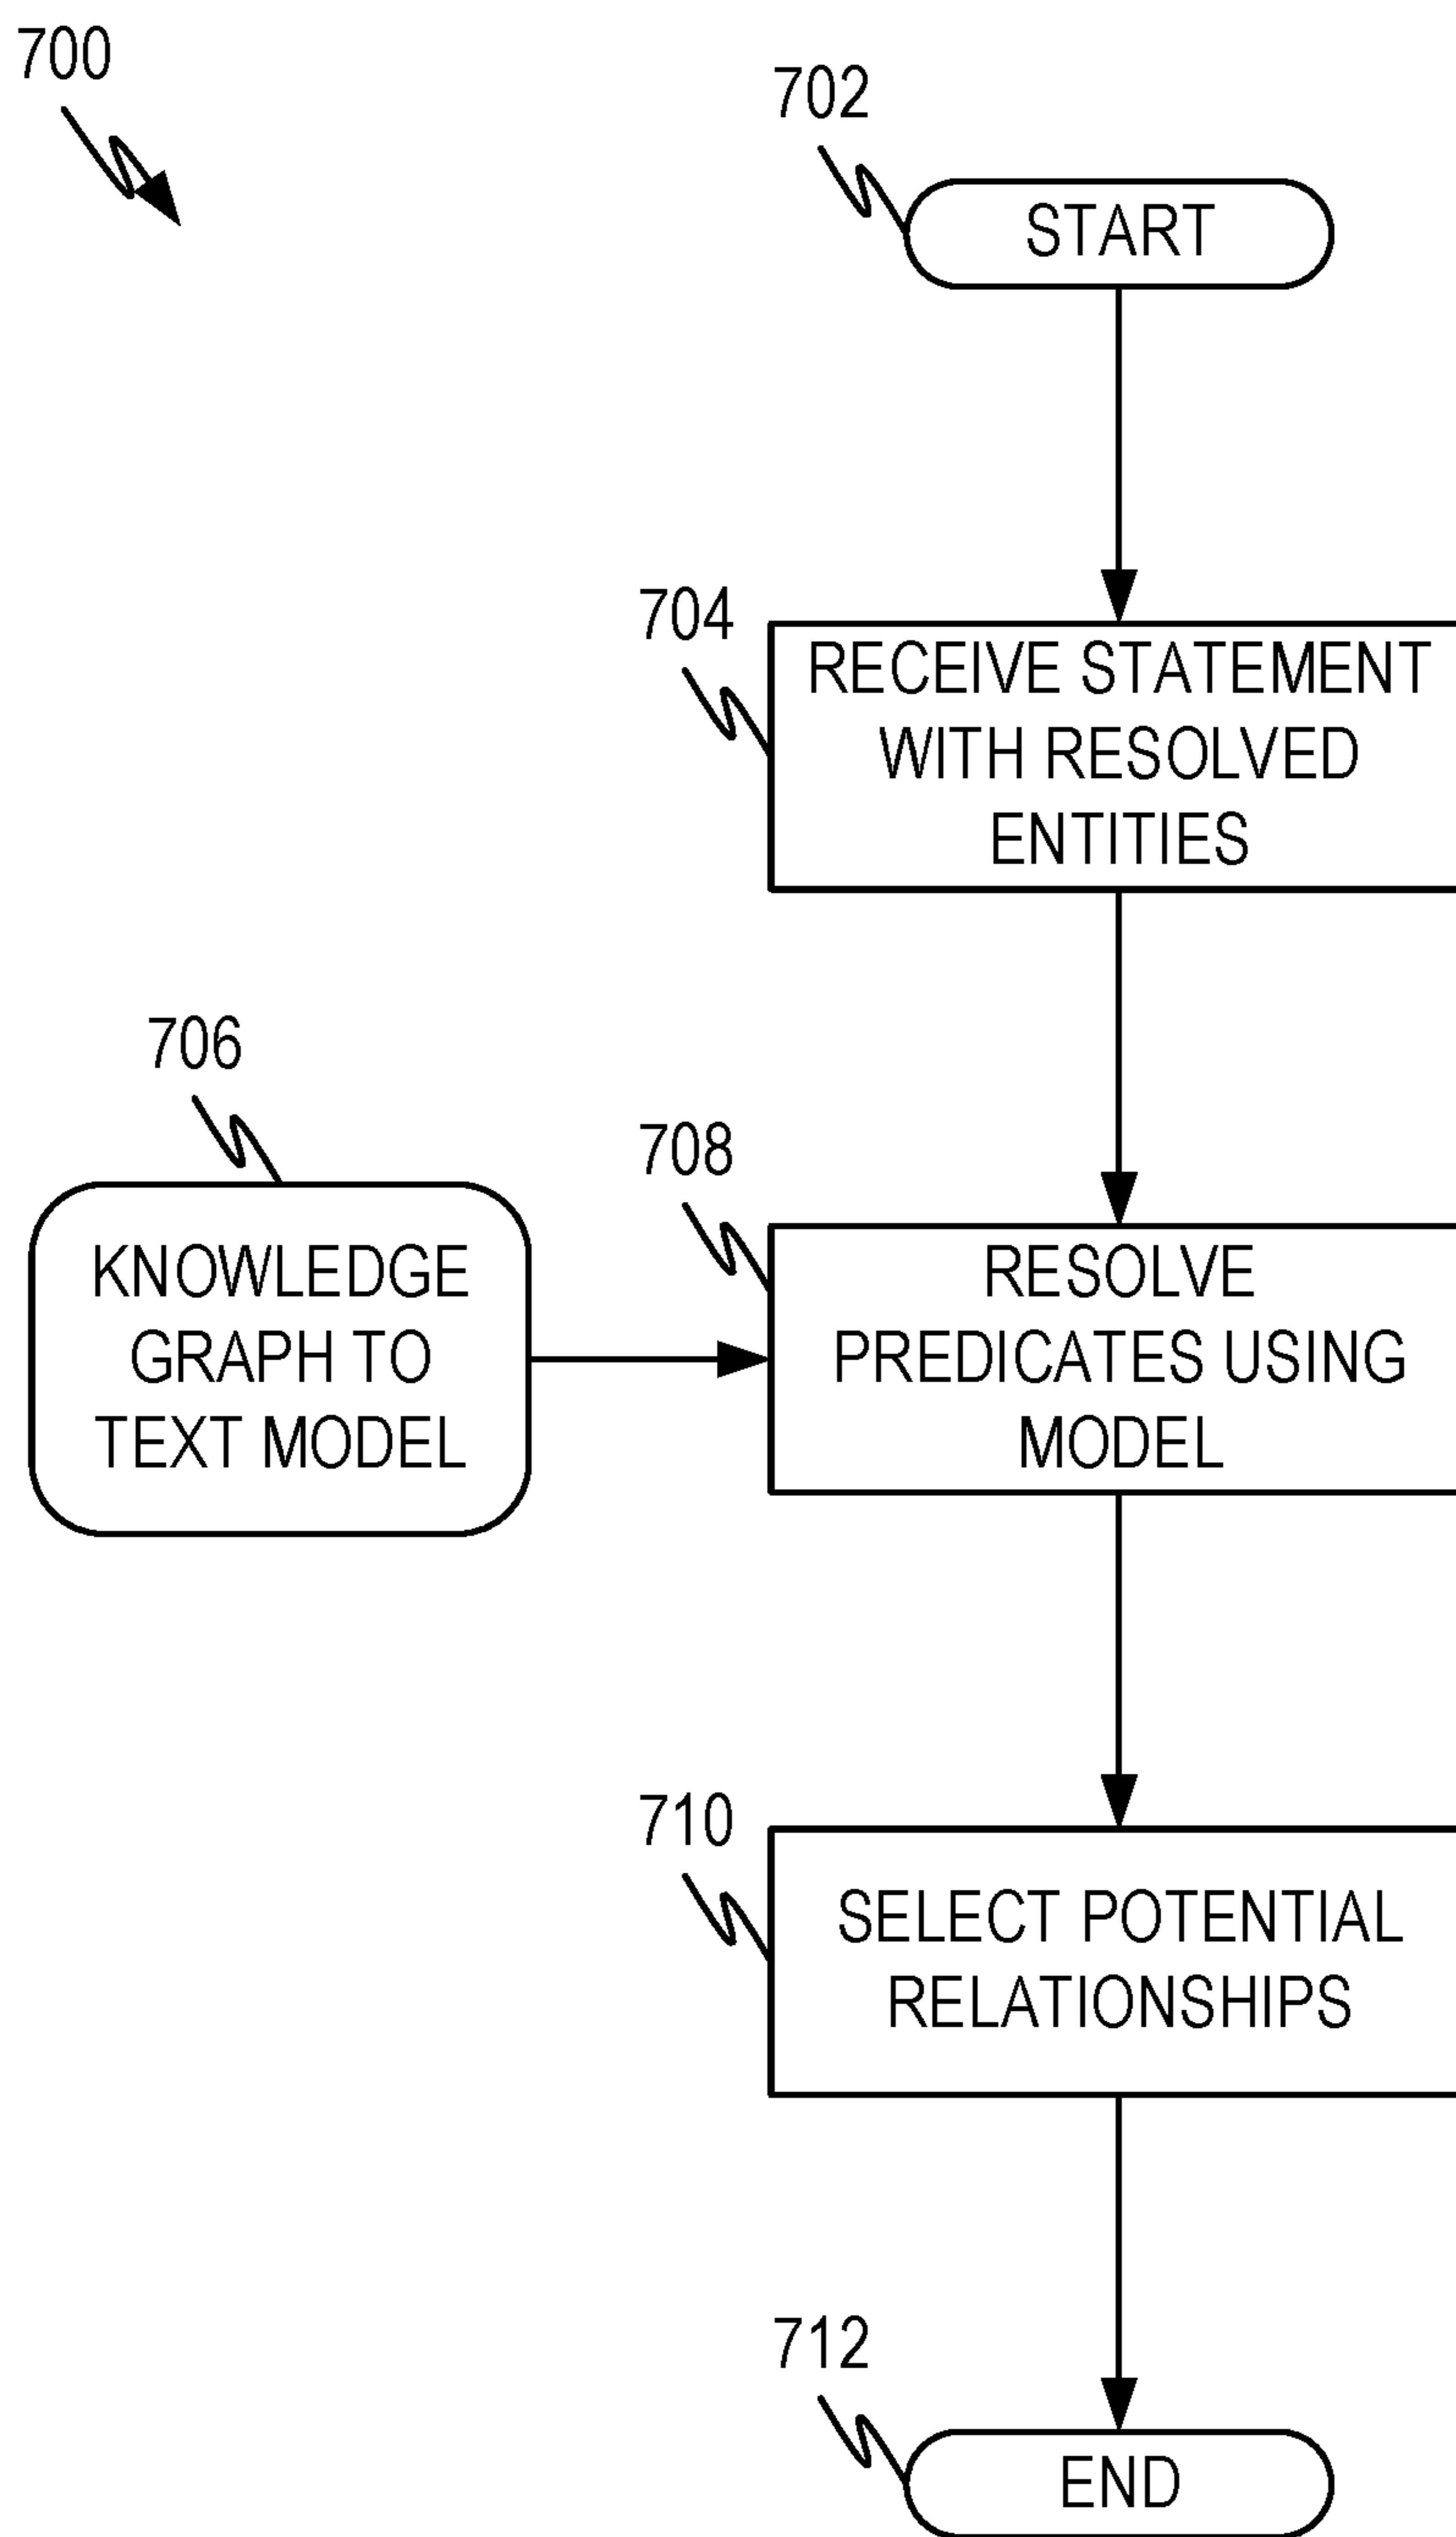 700
702
START
704
RECEIVE STATEMENT
WITH RESOLVED
ENTITIES
706
KNOWLEDGE
GRAPH TO
TEXT MODEL
708
RESOLVE
PREDICATES USING
MODEL
710
SELECT POTENTIAL
RELATIONSHIPS
712
END